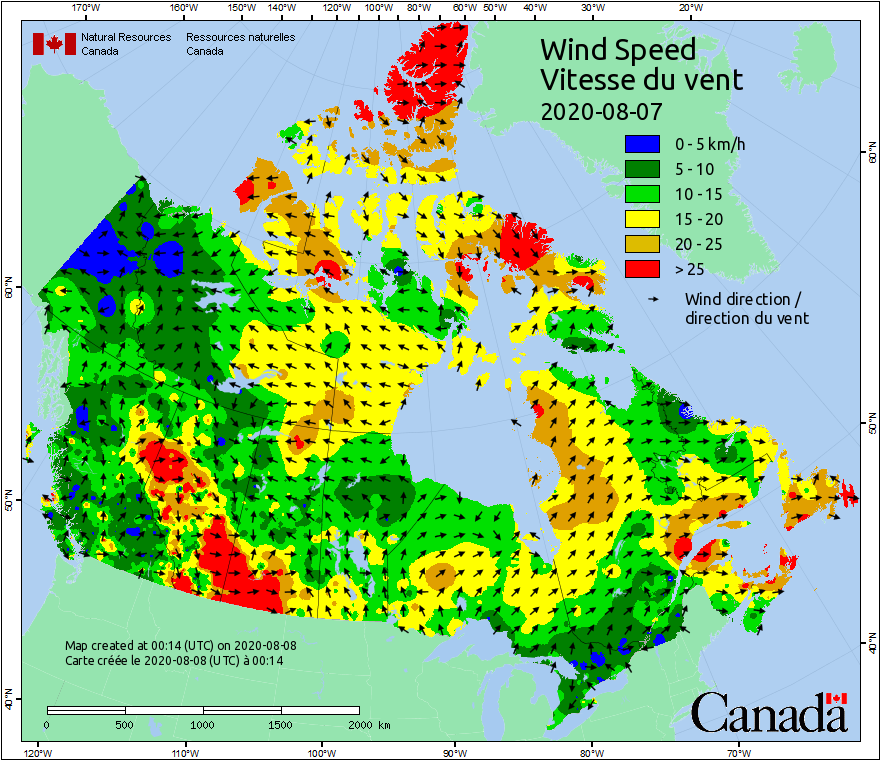 170°W 160°W 150°W 140°W 130°W 120°W 110°W 100°W 90°W 80°W 70°W 60°W 50°W 40°W 30°W 20°W
Natural Resources Canada
Ressources naturelles Canada
Wind Speed
Vitesse du vent
2020-08-07
0 - 5 km/h
5 - 10
10 - 15
15 - 20
20 - 25
> 25
Wind direction /
direction du vent
60°N
60°N
50°N
50°N
40°N
40°N
Map created at 00:14 (UTC) on 2020-08-08
Carte créée le 2020-08-08 (UTC) à 00:14
0 500 1000 1500 2000 km
Canada
120°W 110°W 100°W 90°W 80°W 70°W